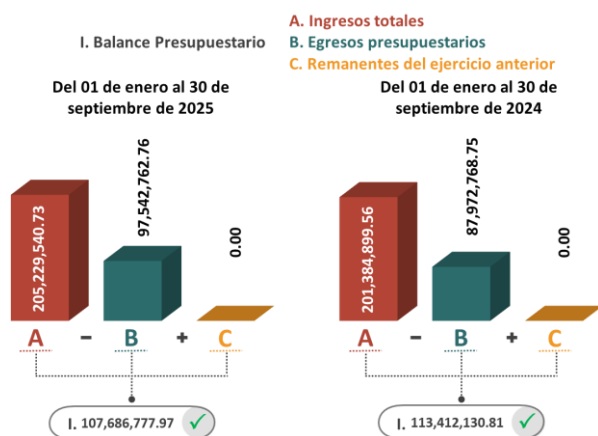 A. Ingresos totales
I. Balance Presupuestario
B. Egresos presupuestarios
C. Remanentes del ejercicio anterior
Del 01 de enero al 30 de
septiembre de 2025
205,229,540.73
97,542,762.76
0.00
A − B + C
I. 107,686,777.97
Del 01 de enero al 30 de
septiembre de 2024
201,384,899.56
87,972,768.75
0.00
A − B + C
I. 113,412,130.81